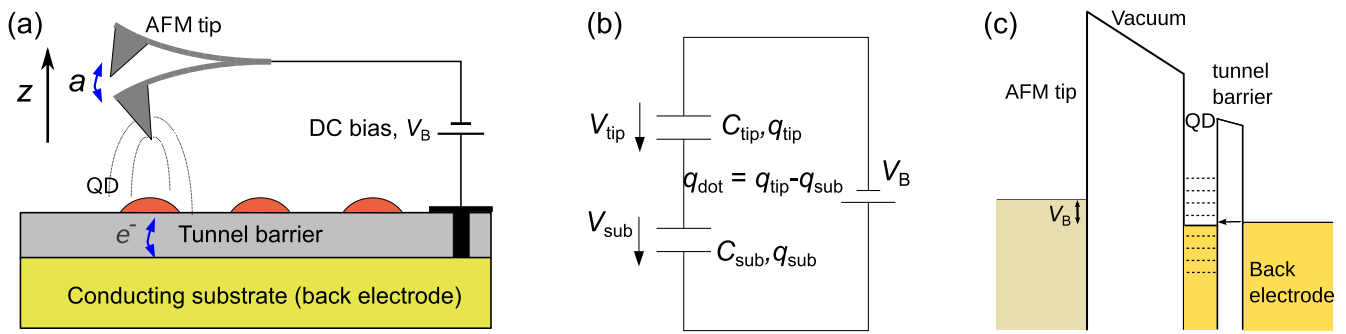 (a)
AFM tip
z
a
DC bias, VB
QD
e-
Tunnel barrier
Conducting substrate (back electrode)
(b)
Vtip
Ctip,qtip
qdot = qtip-qsub
VB
Vsub
Csub,qsub
(c)
Vacuum
AFM tip
tunnel
barrier
QD
VB
Back
electrode